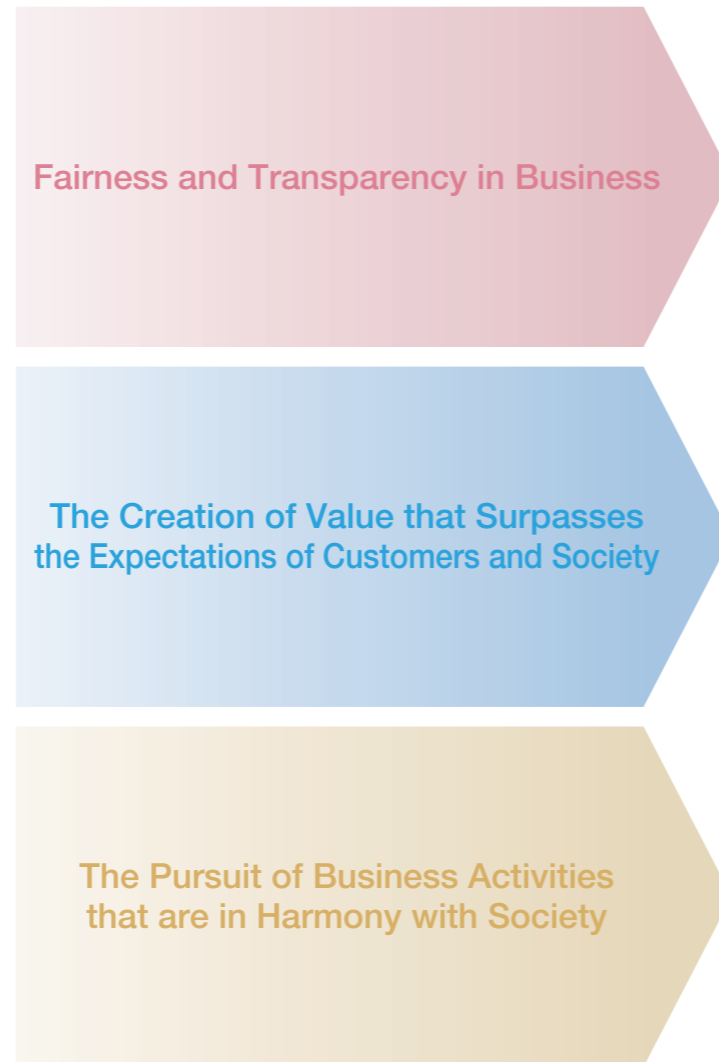 Fairness and Transparency in Business
The Creation of Value that Surpasses
the Expectations of Customers and Society
The Pursuit of Business Activities
that are in Harmony with Society